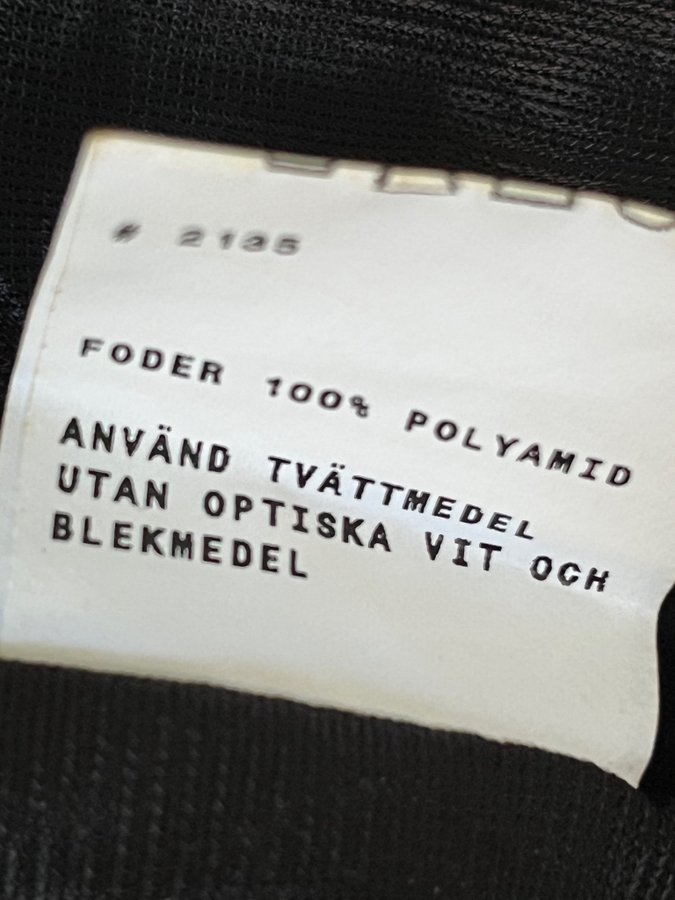 # 2135
FODER 100% POLYAMID
ANVÄND TVÄTTMEDEL
UTAN OPTISKA VIT OCH
BLEKMEDEL